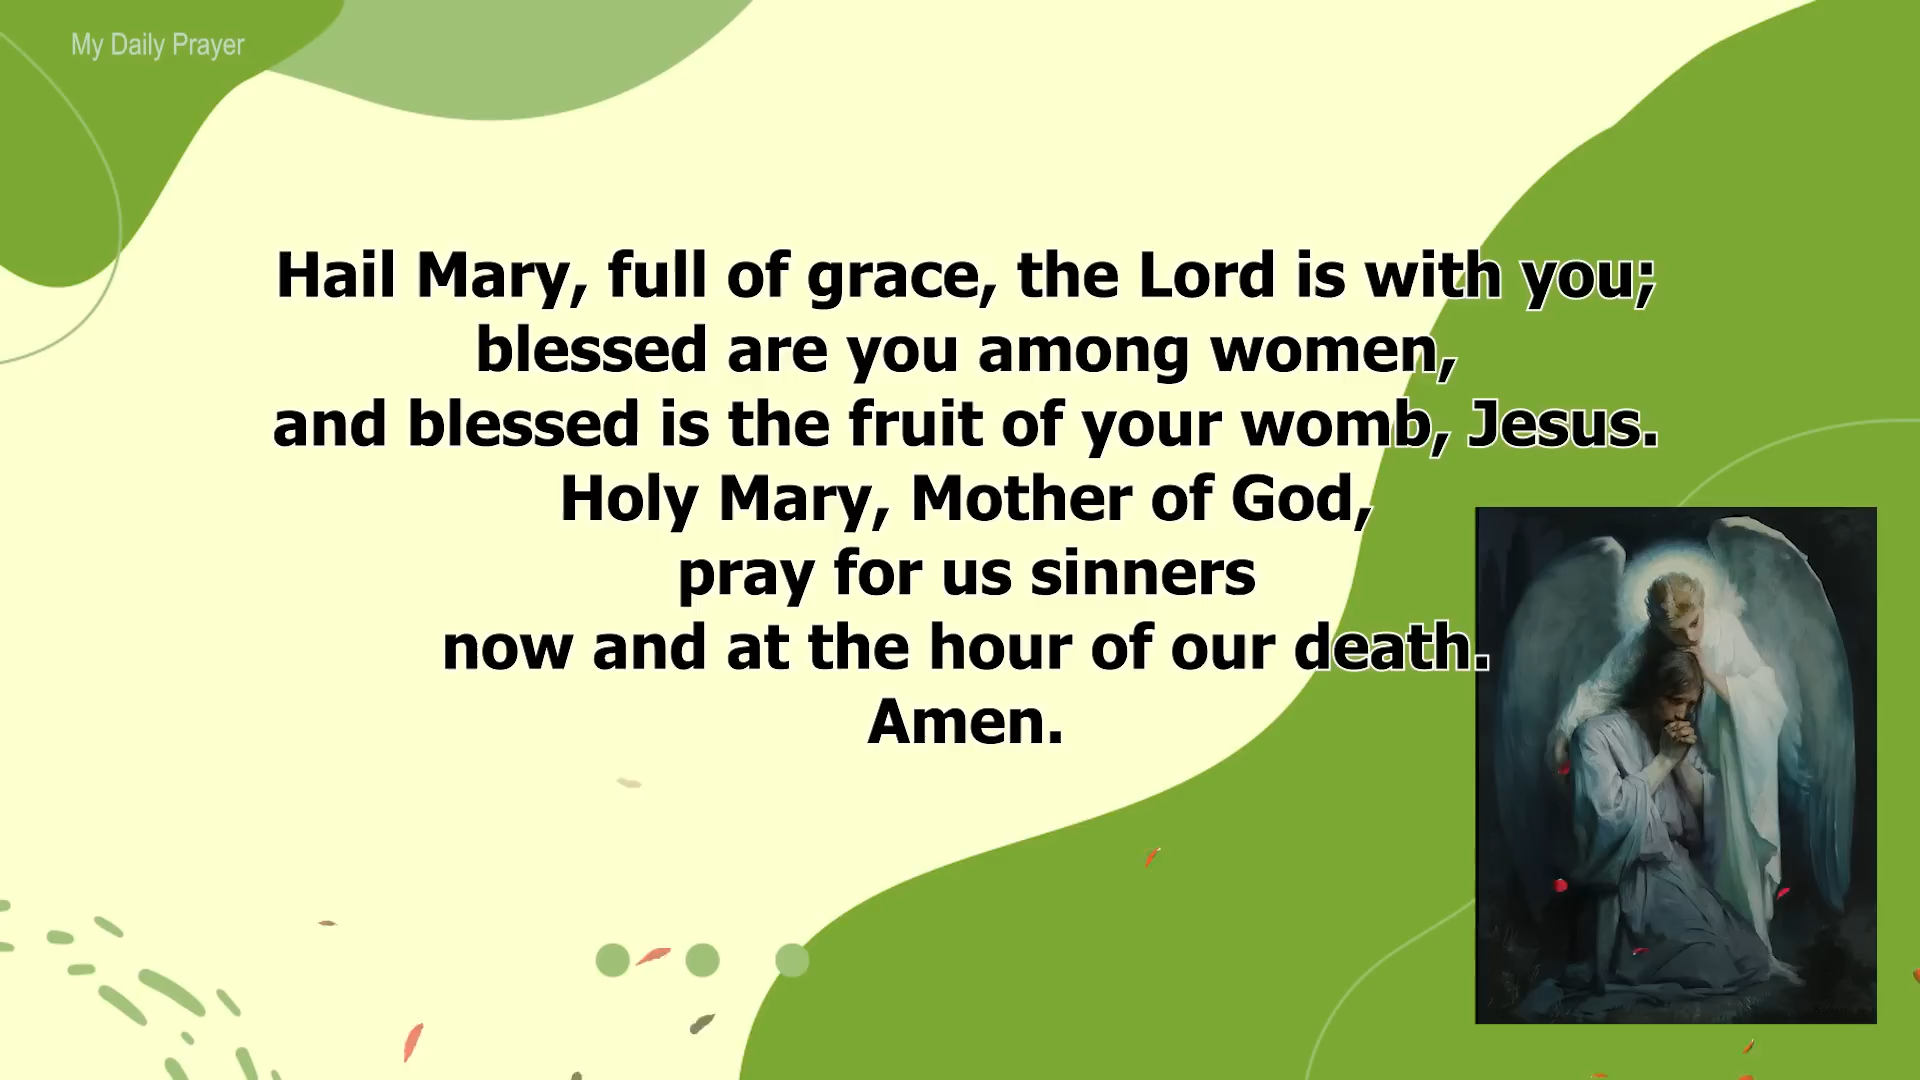 My Daily Prayer
Hail Mary, full of grace, the Lord is with you;
blessed are you among women,
and blessed is the fruit of your womb, Jesus.
Holy Mary, Mother of God,
pray for us sinners
now and at the hour of our death.
Amen.